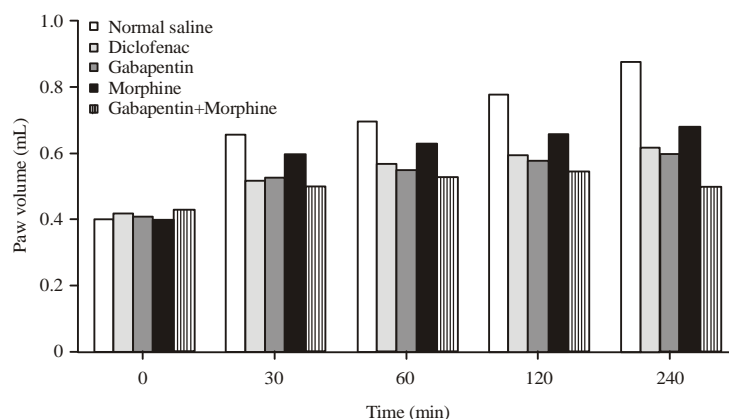 1.0
0.8
0.6
0.4
0.2
0
Paw volume (mL)
Normal saline
Diclofenac
Gabapentin
Morphine
Gabapentin+Morphine
0 30 60 120 240
Time (min)